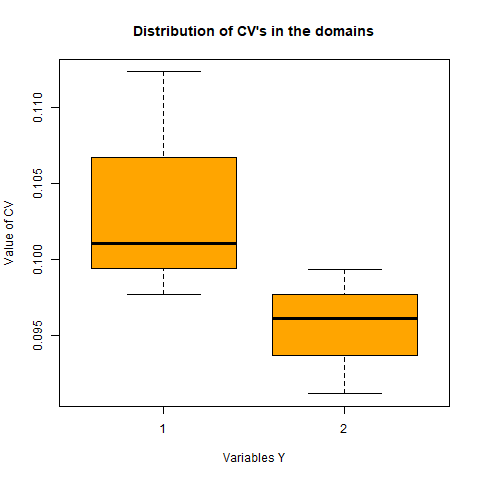 Distribution of CV's in the domains
Value of CV
0.110
0.105
0.100
0.095
1 2
Variables Y